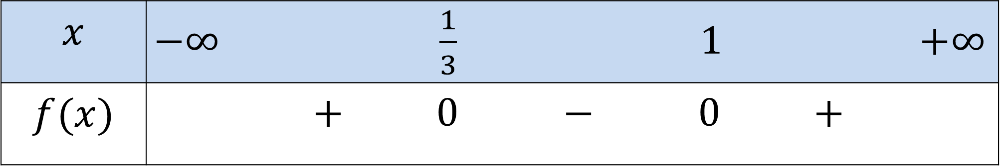 x −∞ 1/3 1 +∞
f(x) + 0 − 0 +